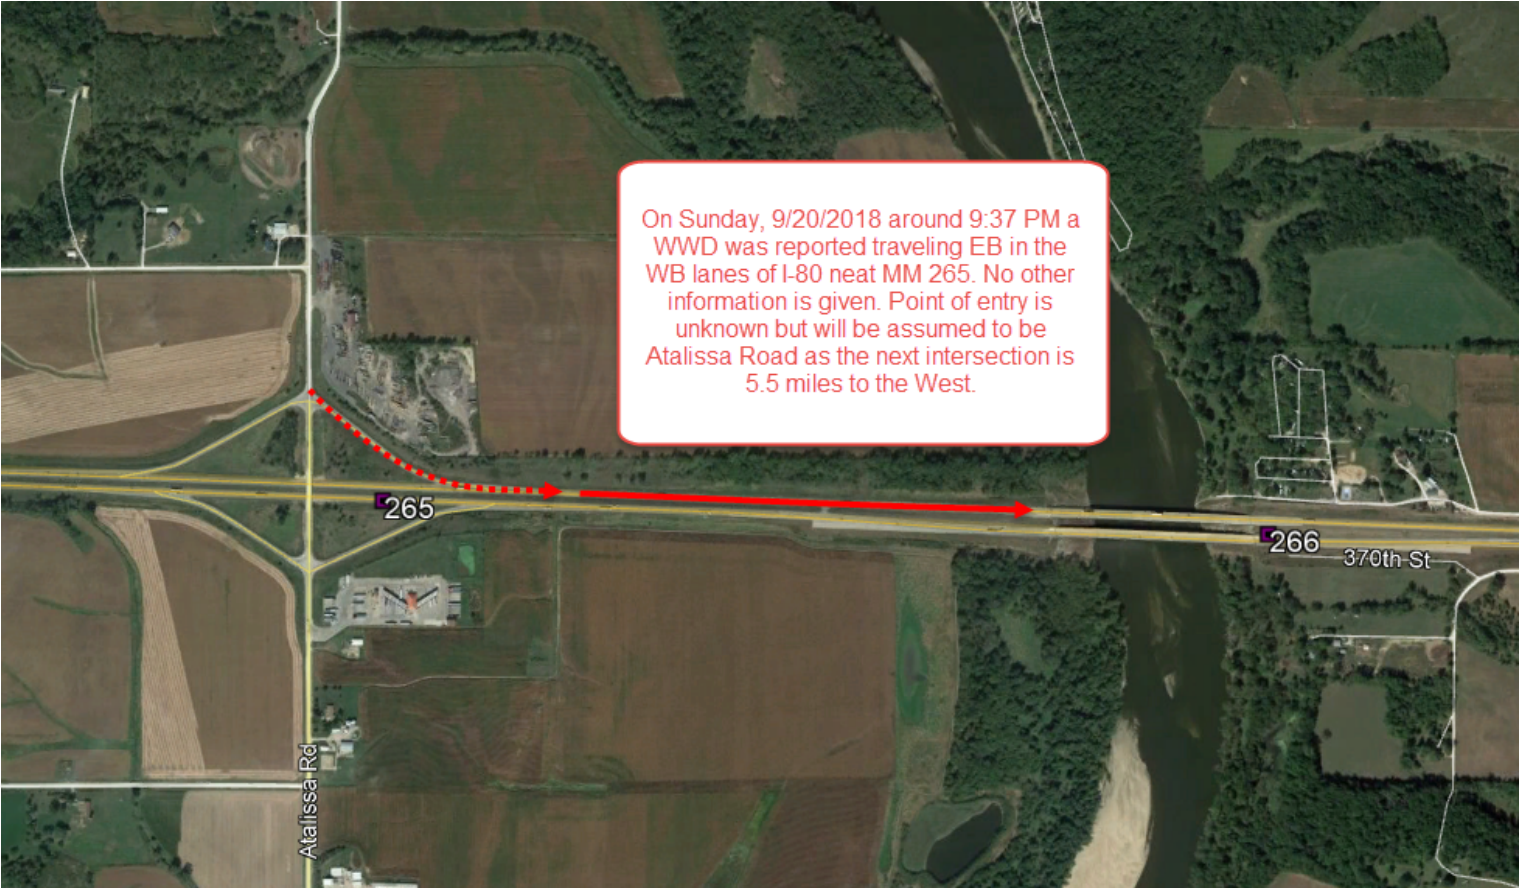 On Sunday, 9/20/2018 around 9:37 PM a
WWD was reported traveling EB in the
WB lanes of I-80 neat MM 265. No other
information is given. Point of entry is
unknown but will be assumed to be
Atalissa Road as the next intersection is
5.5 miles to the West.
265
266
370th St
Atalissa Rd